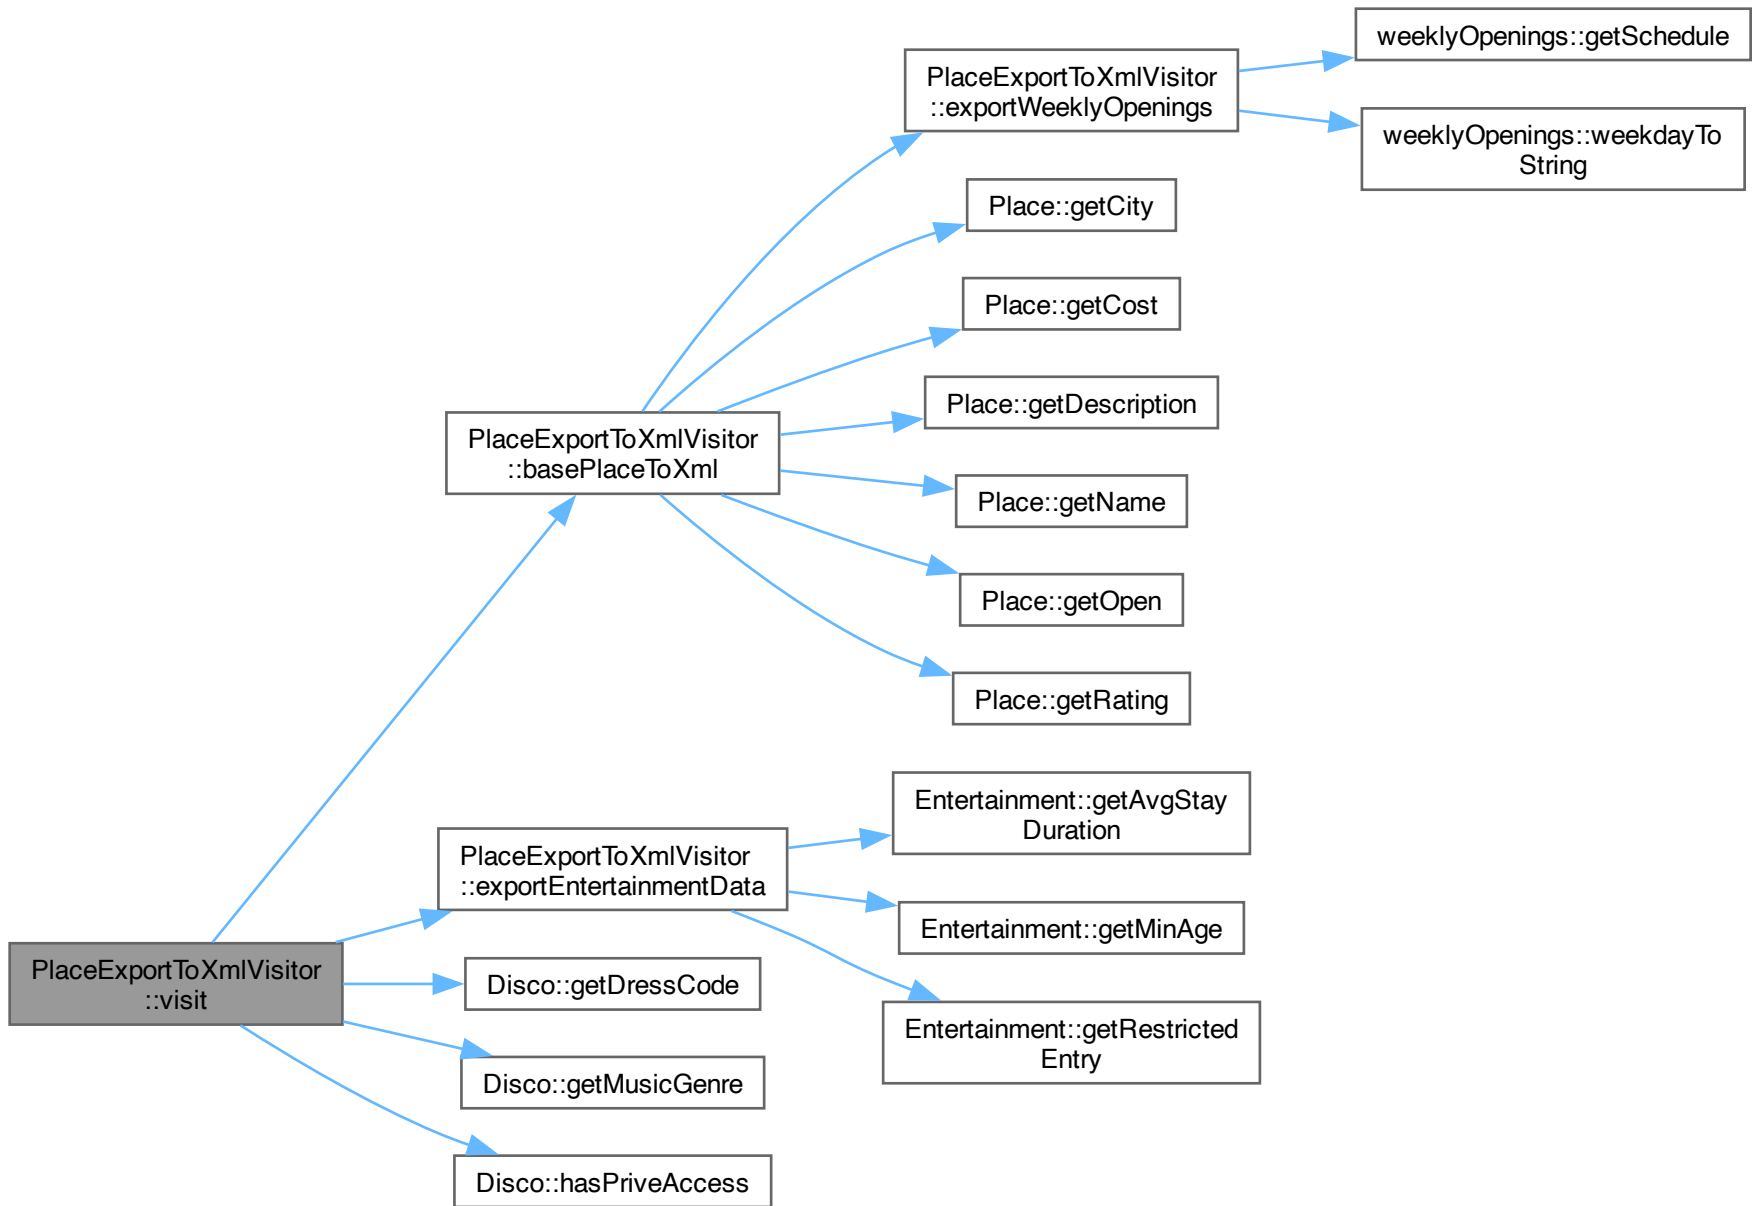 weeklyOpenings::getSchedule
PlaceExportToXmlVisitor
::exportWeeklyOpenings
weeklyOpenings::weekdayTo
String
Place::getCity
Place::getCost
Place::getDescription
PlaceExportToXmlVisitor
::basePlaceToXml
Place::getName
Place::getOpen
Place::getRating
Entertainment::getAvgStay
Duration
PlaceExportToXmlVisitor
::exportEntertainmentData
Entertainment::getMinAge
PlaceExportToXmlVisitor
::visit
Disco::getDressCode
Entertainment::getRestricted
Entry
Disco::getMusicGenre
Disco::hasPriveAccess